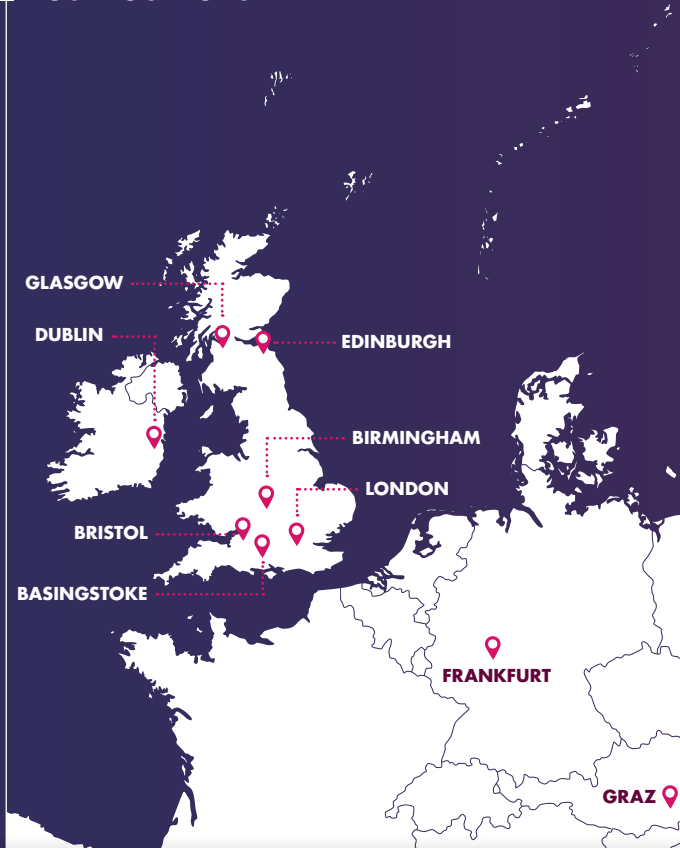 GLASGOW
DUBLIN
EDINBURGH
BIRMINGHAM
LONDON
BRISTOL
BASINGSTOKE
FRANKFURT
GRAZ